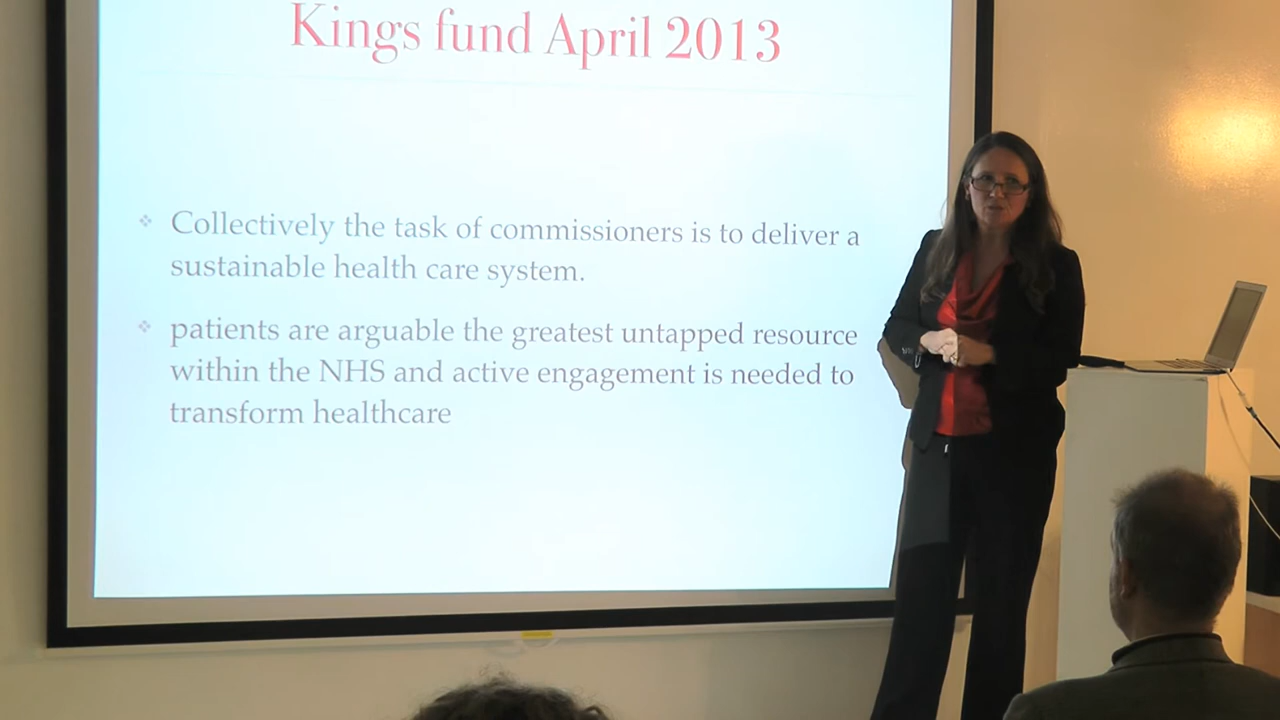 Kings fund April 2013
❖ Collectively the task of commissioners is to deliver a
sustainable health care system.
❖ patients are arguable the greatest untapped resource
within the NHS and active engagement is needed to
transform healthcare